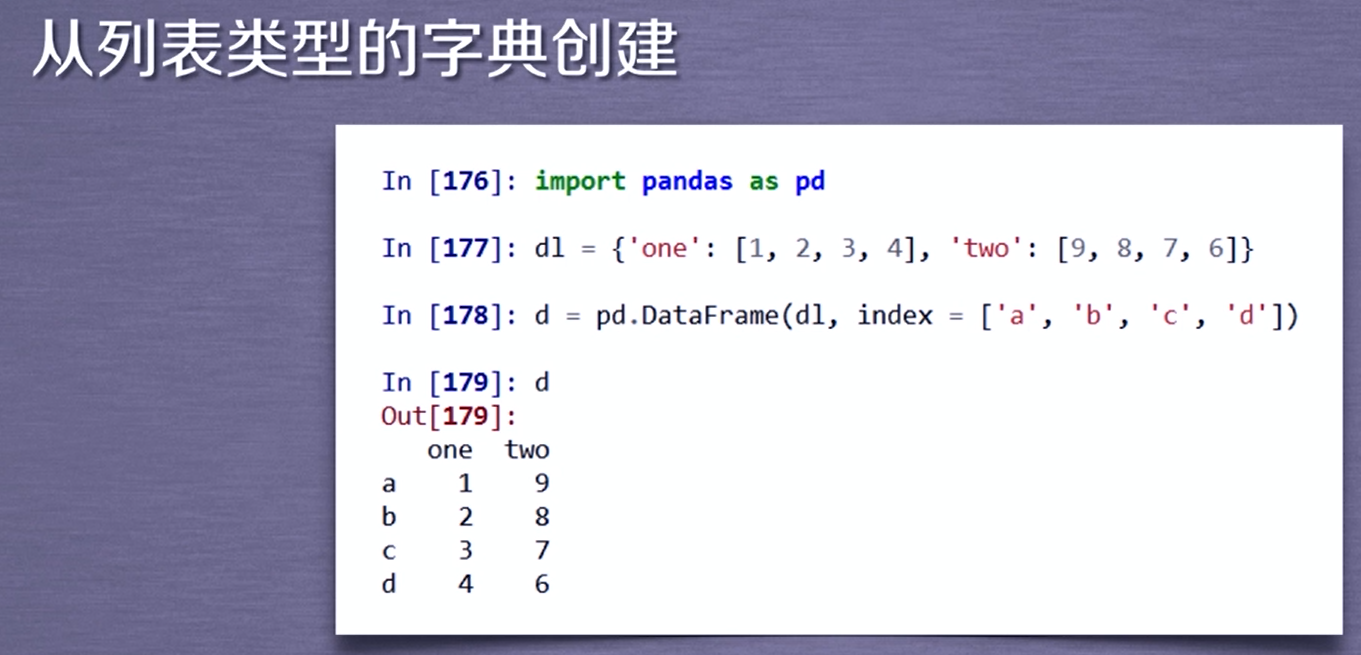 从列表类型的字典创建
In [176]: import pandas as pd
In [177]: dl = {'one': [1, 2, 3, 4], 'two': [9, 8, 7, 6]}
In [178]: d = pd.DataFrame(dl, index = ['a', 'b', 'c', 'd'])
In [179]: d
Out[179]:
   one  two
a    1    9
b    2    8
c    3    7
d    4    6